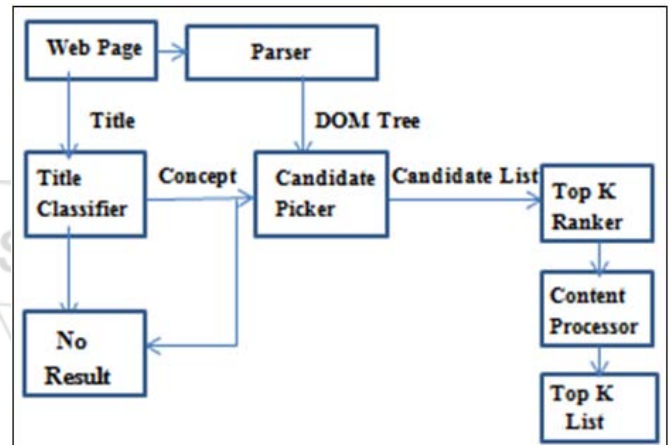 Web Page
Parser
Title
DOM Tree
Title
Classifier
Concept
Candidate
Picker
Candidate List
Top K
Ranker
No
Result
Content
Processor
Top K
List